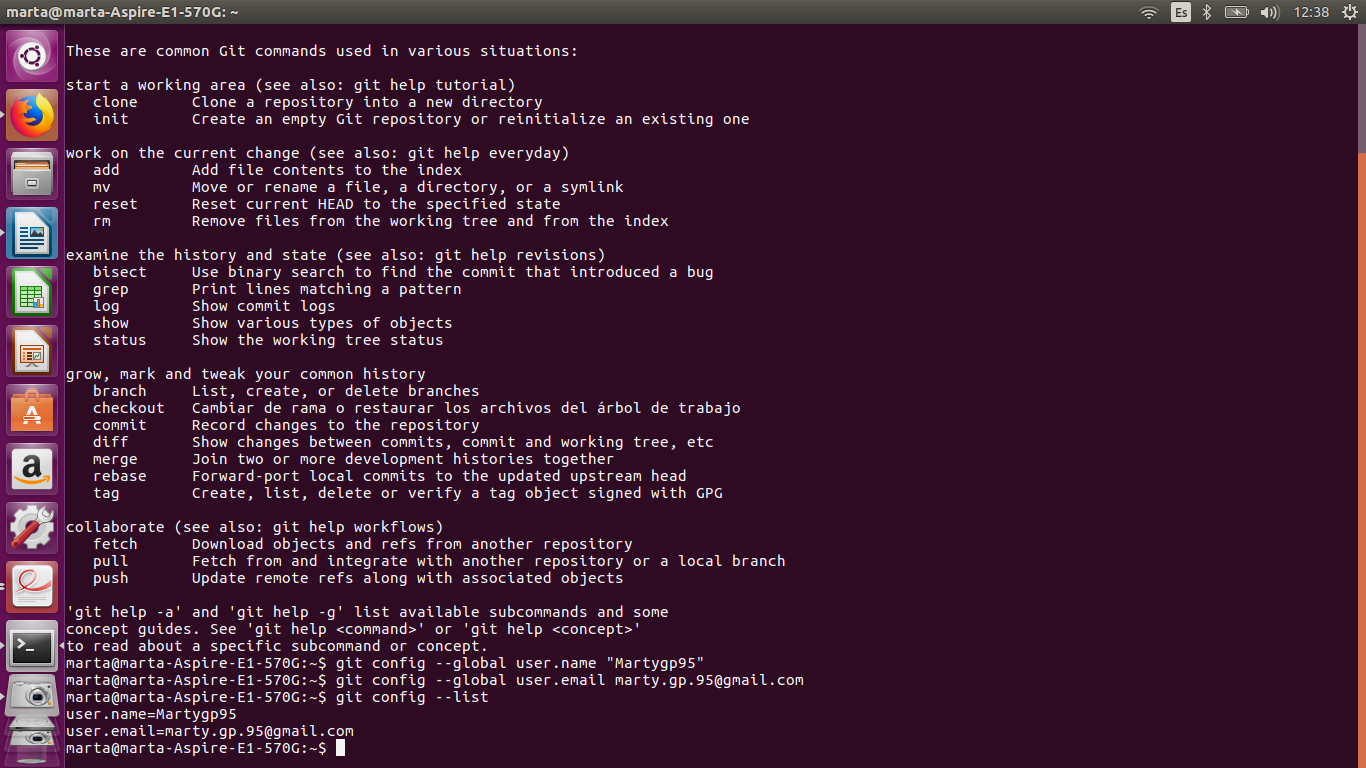 marta@marta-Aspire-E1-570G: ~
Es
12:38
These are common Git commands used in various situations:
start a working area (see also: git help tutorial)
clone Clone a repository into a new directory
init Create an empty Git repository or reinitialize an existing one
work on the current change (see also: git help everyday)
add Add file contents to the index
mv Move or rename a file, a directory, or a symlink
reset Reset current HEAD to the specified state
rm Remove files from the working tree and from the index
examine the history and state (see also: git help revisions)
bisect Use binary search to find the commit that introduced a bug
grep Print lines matching a pattern
log Show commit logs
show Show various types of objects
status Show the working tree status
grow, mark and tweak your common history
branch List, create, or delete branches
checkout Cambiar de rama o restaurar los archivos del árbol de trabajo
commit Record changes to the repository
diff Show changes between commits, commit and working tree, etc
merge Join two or more development histories together
rebase Forward-port local commits to the updated upstream head
tag Create, list, delete or verify a tag object signed with GPG
collaborate (see also: git help workflows)
fetch Download objects and refs from another repository
pull Fetch from and integrate with another repository or a local branch
push Update remote refs along with associated objects
'git help -a' and 'git help -g' list available subcommands and some
concept guides. See 'git help <command>' or 'git help <concept>'
to read about a specific subcommand or concept.
marta@marta-Aspire-E1-570G:~$ git config --global user.name "Martygp95"
marta@marta-Aspire-E1-570G:~$ git config --global user.email marty.gp.95@gmail.com
marta@marta-Aspire-E1-570G:~$ git config --list
user.name=Martygp95
user.email=marty.gp.95@gmail.com
marta@marta-Aspire-E1-570G:~$